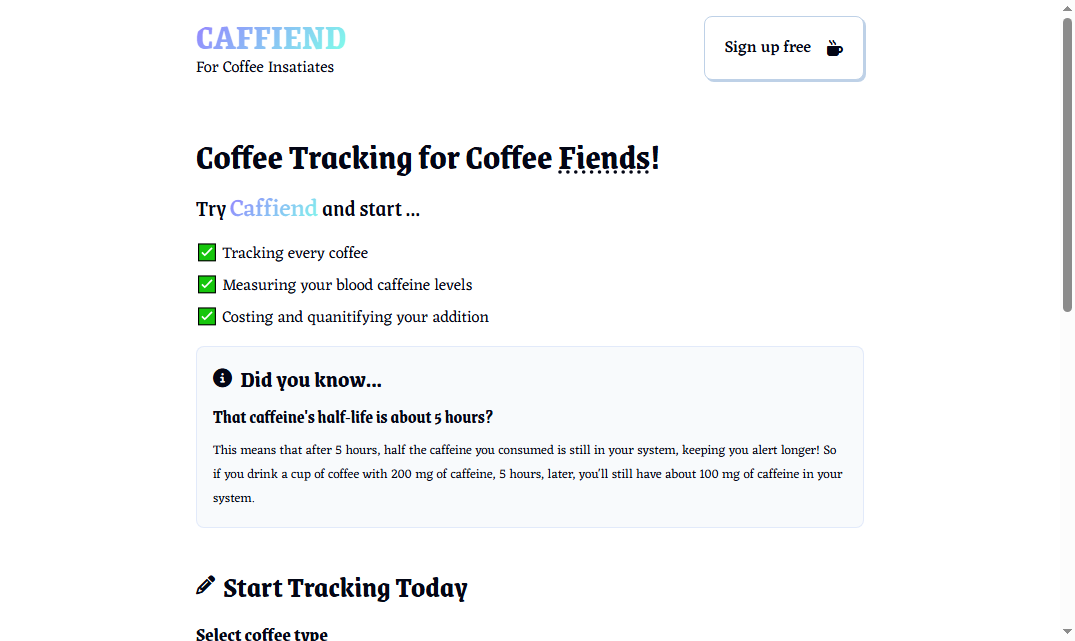 CAFFIEND
For Coffee Insatiates
Sign up free
Coffee Tracking for Coffee Fiends!
Try Caffiend and start ...
Tracking every coffee
Measuring your blood caffeine levels
Costing and quanitifying your addition
Did you know...
That caffeine's half-life is about 5 hours?
This means that after 5 hours, half the caffeine you consumed is still in your system, keeping you alert longer! So
if you drink a cup of coffee with 200 mg of caffeine, 5 hours, later, you'll still have about 100 mg of caffeine in your
system.
Start Tracking Today
Select coffee type